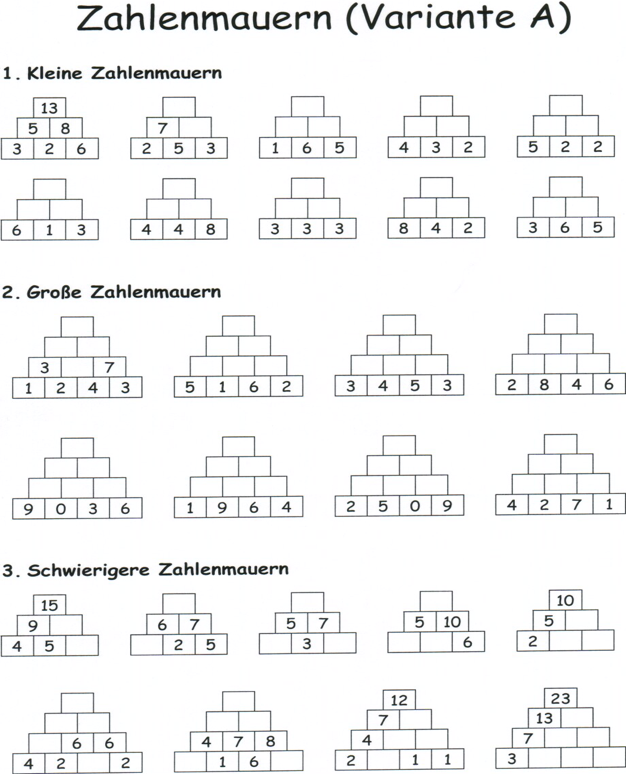 Zahlenmauern (Variante A)
1. Kleine Zahlenmauern
13
5 8 7
3 2 6 2 5 3 1 6 5 4 3 2 5 2 2
6 1 3 4 4 8 3 3 3 8 4 2 3 6 5
2. Große Zahlenmauern
3 7
1 2 4 3 5 1 6 2 3 4 5 3 2 8 4 6
9 0 3 6 1 9 6 4 2 5 0 9 4 2 7 1
3. Schwierigere Zahlenmauern
15 10
9 6 7 5 7 5 10 5
4 5 2 5 3 6 2
12 23
7 13
6 6 4 7 8 4 7
4 2 2 1 6 2 1 1 3